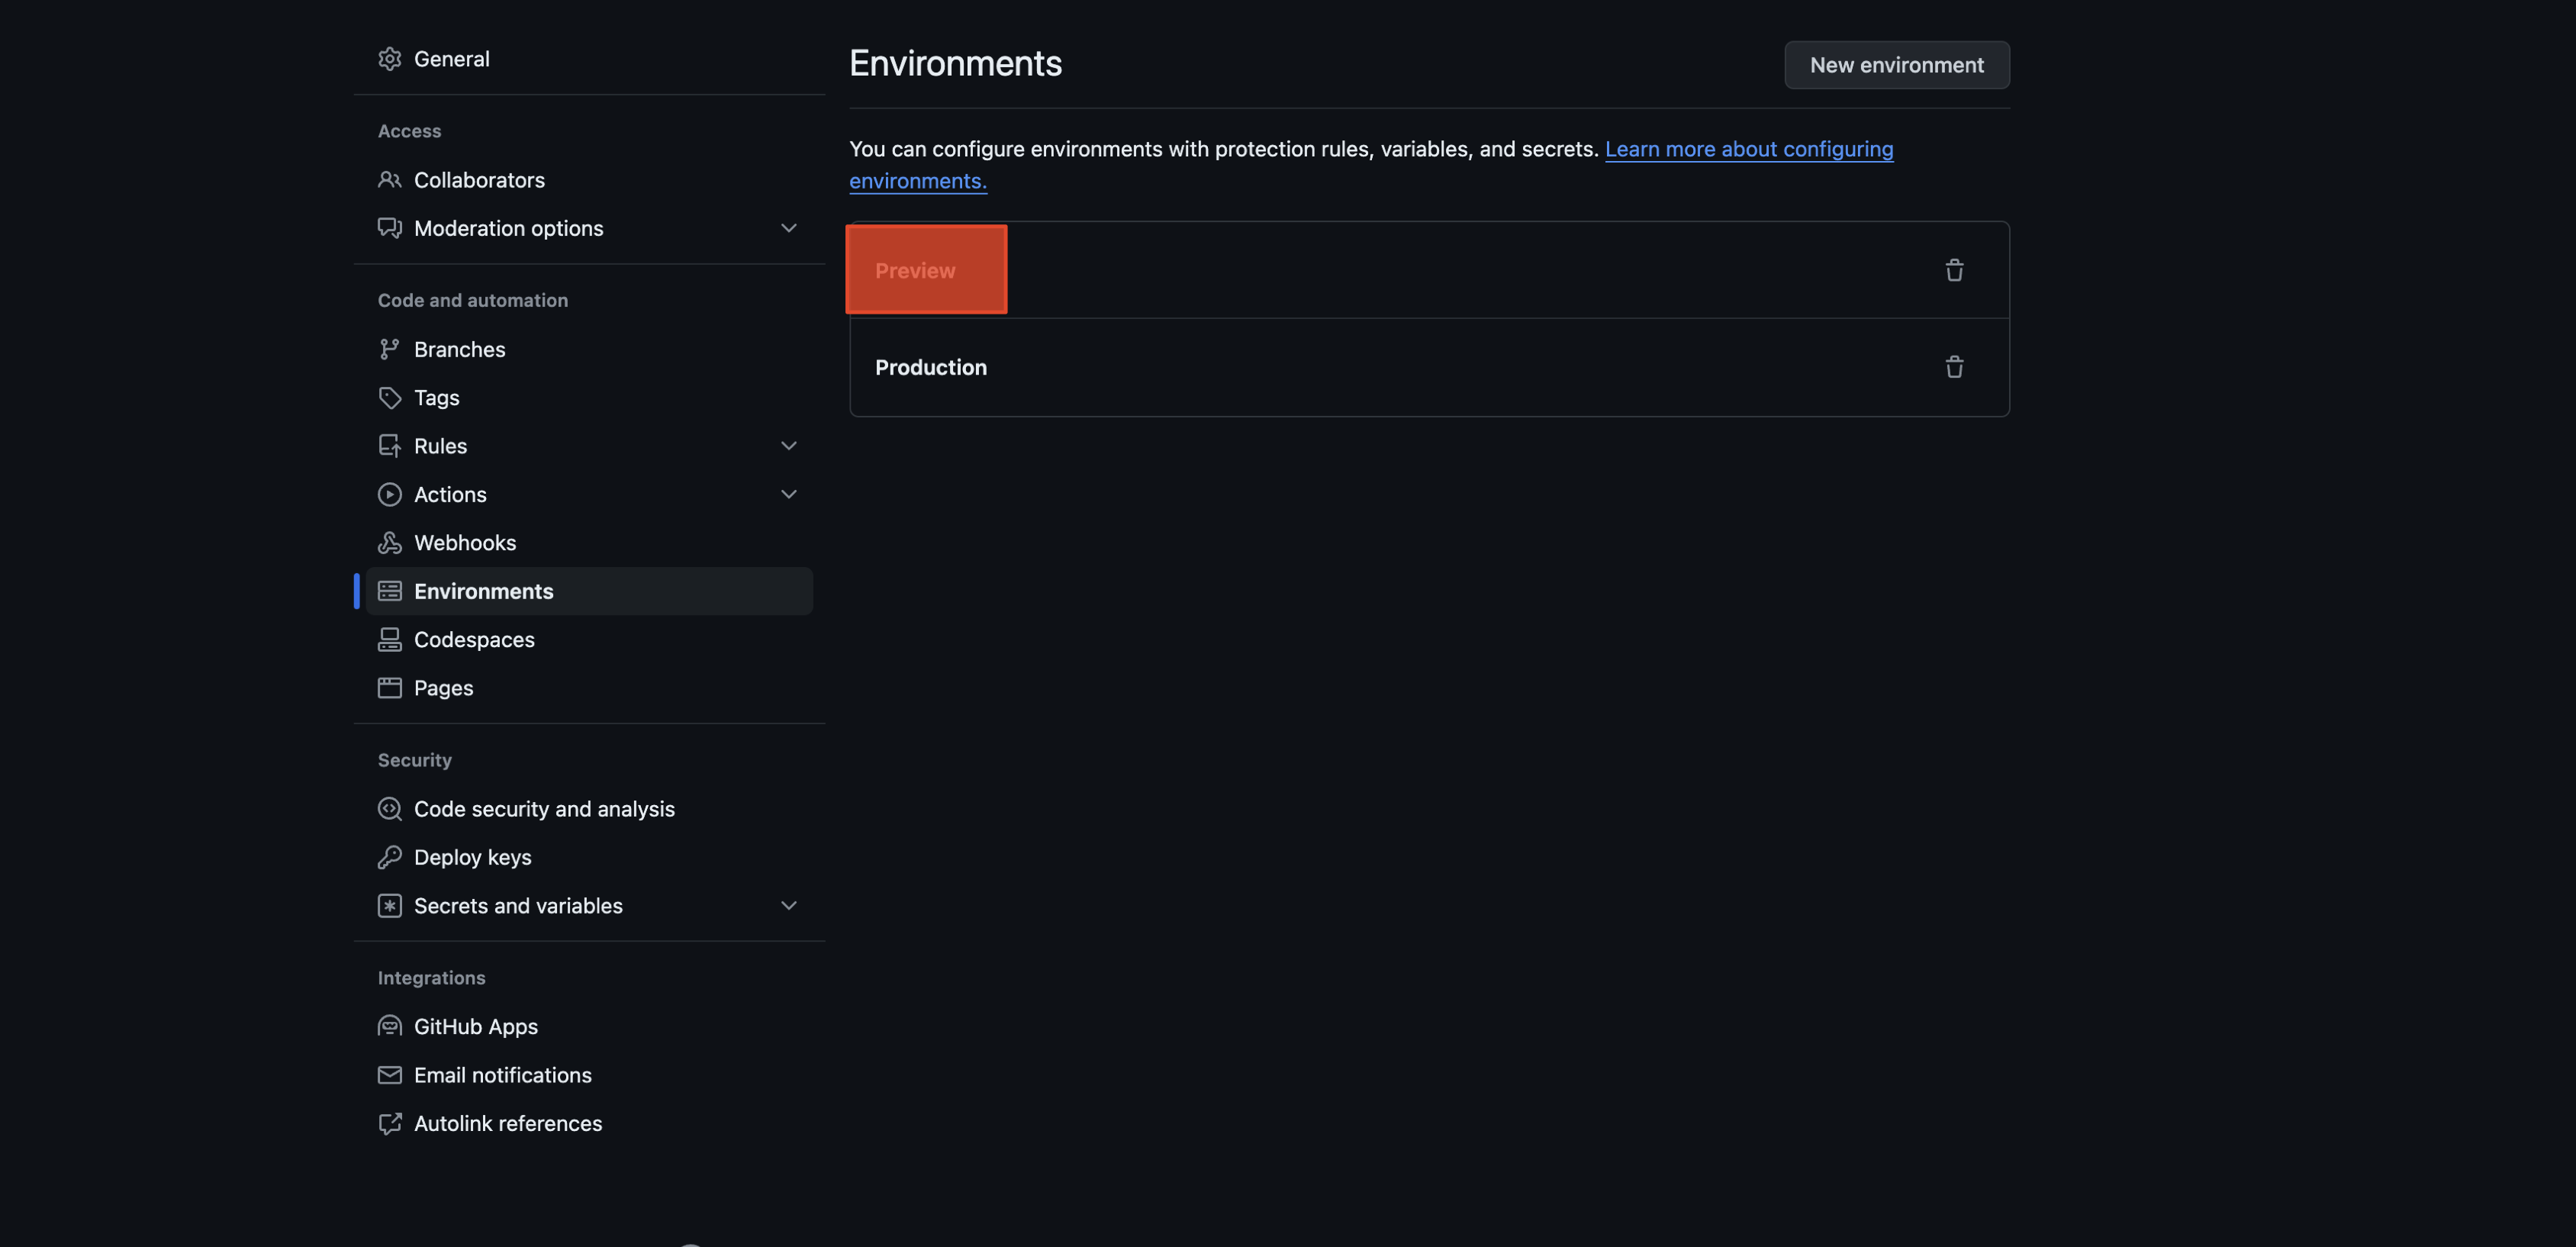 General
Access
Collaborators
Moderation options
Code and automation
Branches
Tags
Rules
Actions
Webhooks
Environments
Codespaces
Pages
Security
Code security and analysis
Deploy keys
Secrets and variables
Integrations
GitHub Apps
Email notifications
Autolink references
Environments
New environment
You can configure environments with protection rules, variables, and secrets. Learn more about configuring
environments.
Preview
Production